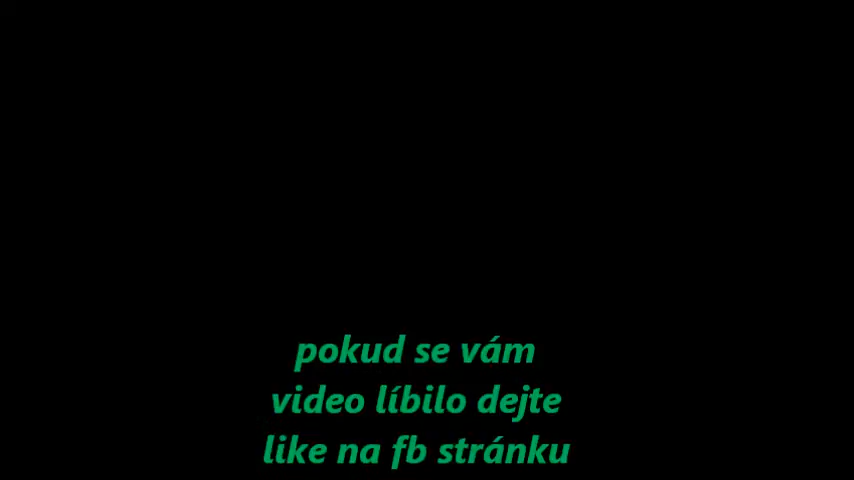 pokud se vám
video líbilo dejte
like na fb stránku